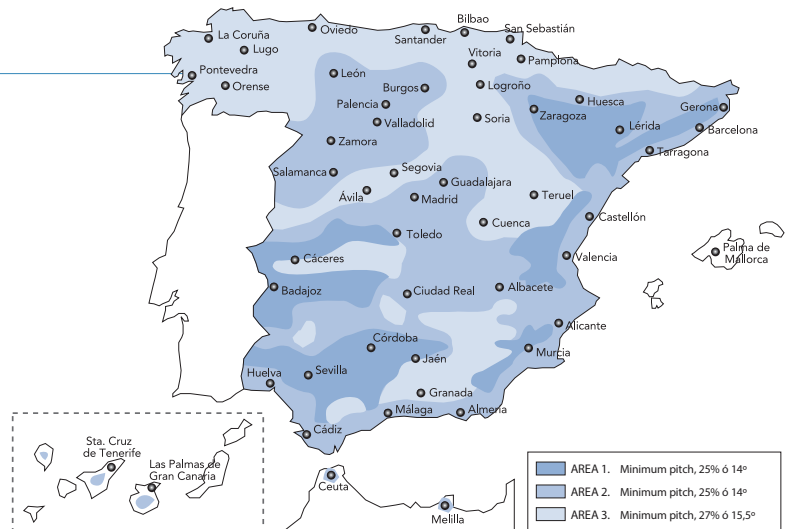 La Coruña
Lugo
Oviedo
Santander
Bilbao
San Sebastián
Vitoria
Pamplona
Pontevedra
Orense
León
Burgos
Logroño
Palencia
Valladolid
Soria
Zaragoza
Huesca
Lérida
Gerona
Barcelona
Tarragona
Zamora
Salamanca
Segovia
Ávila
Guadalajara
Madrid
Teruel
Cuenca
Castellón
Toledo
Cáceres
Valencia
Palma de
Mallorca
Badajoz
Ciudad Real
Albacete
Alicante
Córdoba
Jaén
Murcia
Huelva
Sevilla
Granada
Málaga
Almería
Cádiz
Sta. Cruz
de Tenerife
Las Palmas de
Gran Canaria
Ceuta
Melilla
AREA 1. Minimum pitch, 25% ó 14º
AREA 2. Minimum pitch, 25% ó 14º
AREA 3. Minimum pitch, 27% ó 15,5º